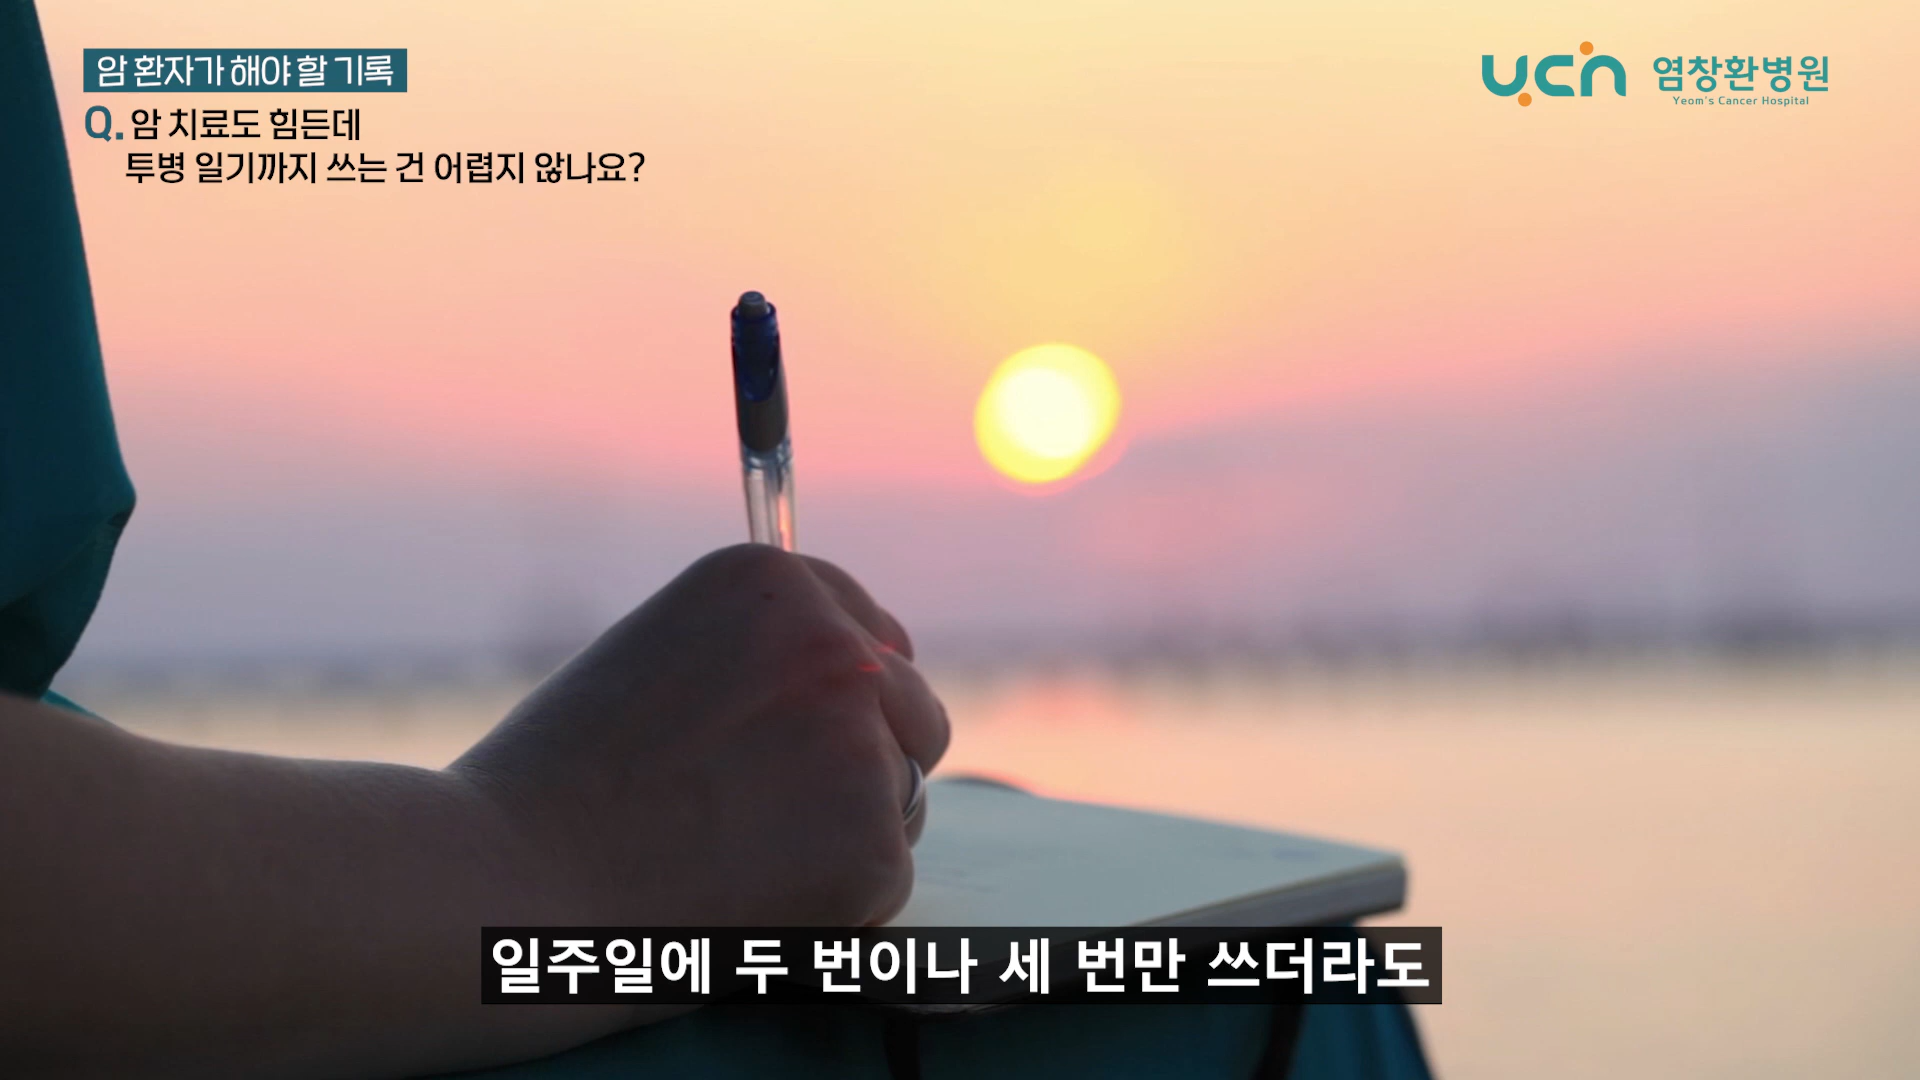 암 환자가 해야 할 기록
Q. 암 치료도 힘든데
투병 일기까지 쓰는 건 어렵지 않나요?
ucn 염창환병원
Yeom's Cancer Hospital
일주일에 두 번이나 세 번만 쓰더라도